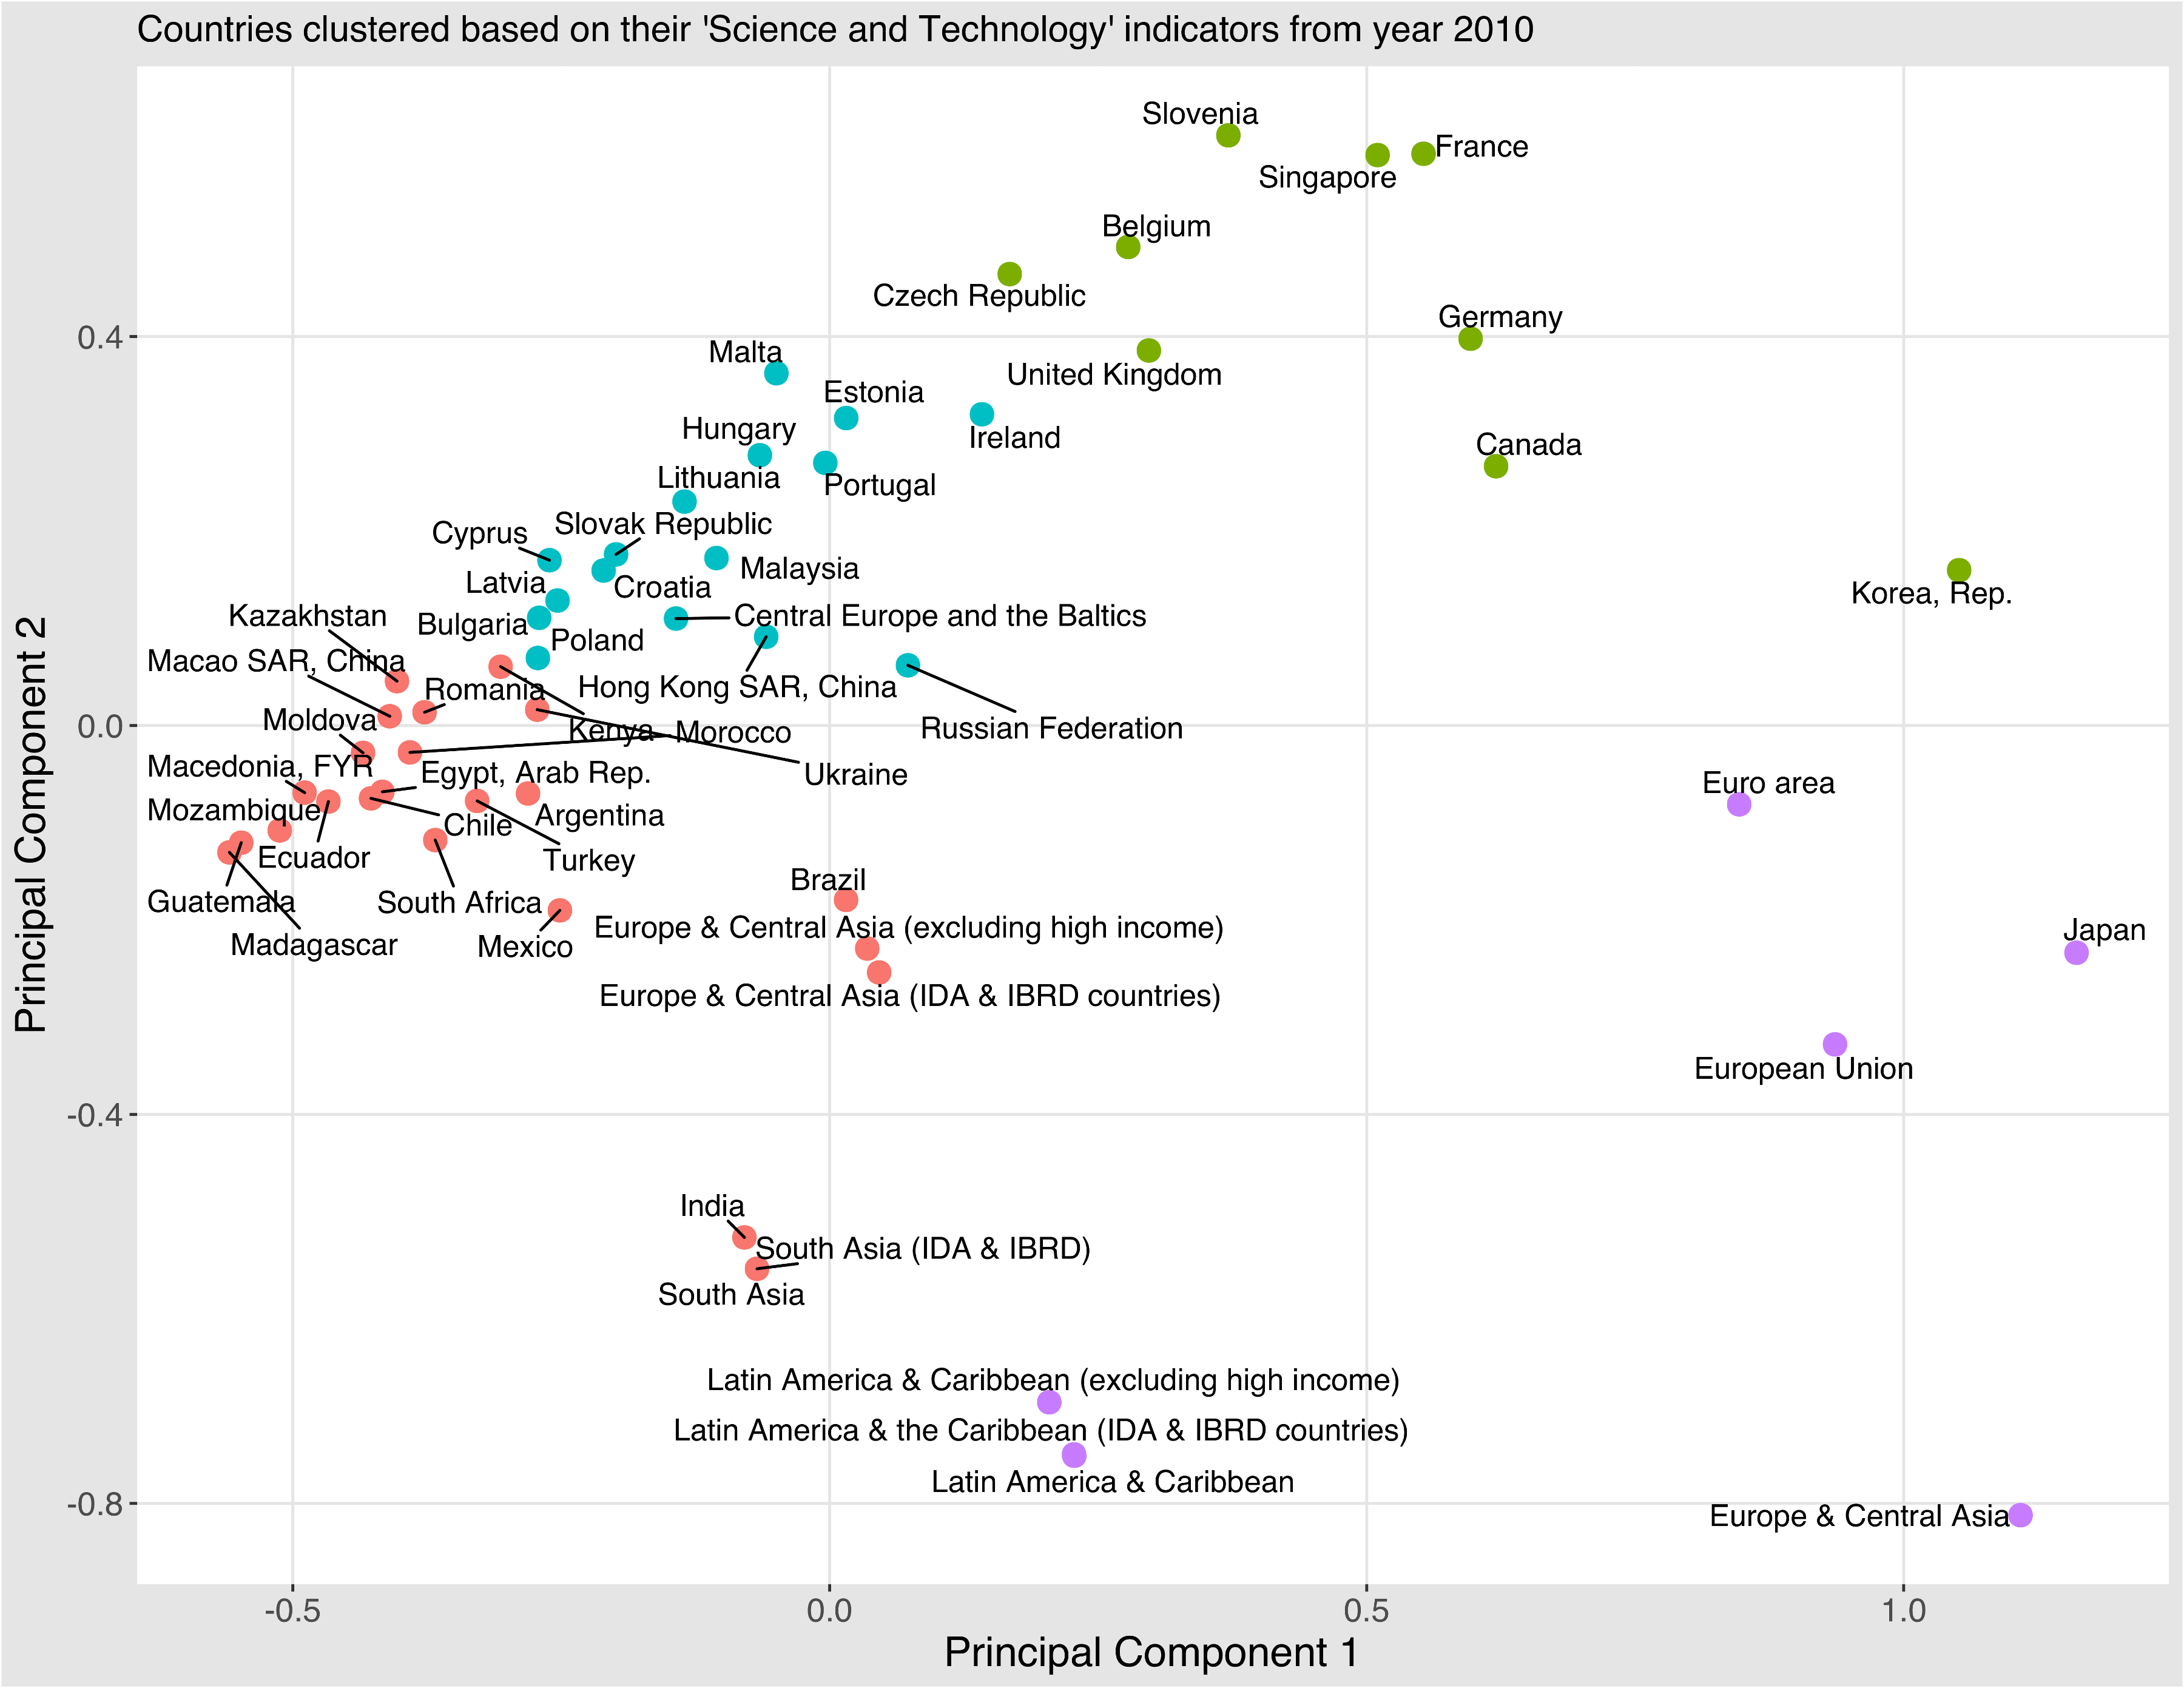 Countries clustered based on their 'Science and Technology' indicators from year 2010
Slovenia
France
Singapore
Belgium
Czech Republic
Germany
0.4
Malta
United Kingdom
Estonia
Hungary
Ireland
Canada
Lithuania
Portugal
Slovak Republic
Cyprus
Malaysia
Latvia
Croatia
Korea, Rep.
Kazakhstan
Central Europe and the Baltics
Bulgaria
Poland
Macao SAR, China
Romania
Hong Kong SAR, China
Moldova
0.0
Kenya
Morocco
Russian Federation
Macedonia, FYR
Egypt, Arab Rep.
Ukraine
Euro area
Mozambique
Argentina
Chile
Ecuador
Turkey
Brazil
Guatemala
South Africa
Europe & Central Asia (excluding high income)
Japan
Madagascar
Mexico
Europe & Central Asia (IDA & IBRD countries)
European Union
-0.4
India
South Asia (IDA & IBRD)
South Asia
Latin America & Caribbean (excluding high income)
Latin America & the Caribbean (IDA & IBRD countries)
Latin America & Caribbean
-0.8
Europe & Central Asia
Principal Component 2
-0.5
0.0
0.5
1.0
Principal Component 1